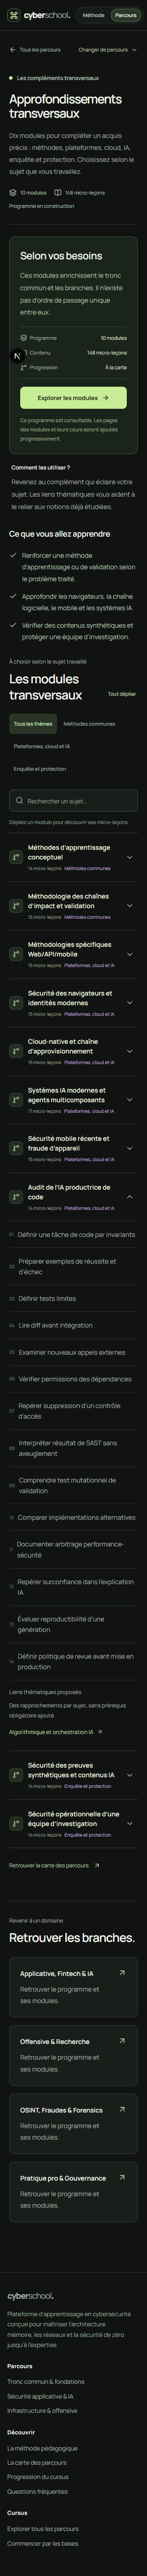 cyberschool.
Méthode
Parcours
Tous les parcours
Changer de parcours
Les compléments transversaux
Approfondissements
transversaux
Dix modules pour compléter un acquis
précis : méthodes, plateformes, cloud, IA,
enquête et protection. Choisissez selon le
sujet que vous travaillez.
10 modules
148 micro-leçons
Programme en construction
Selon vos besoins
Ces modules enrichissent le tronc
commun et les branches. Il n'existe
pas d'ordre de passage unique
entre eux.
Programme
10 modules
N
Contenu
148 micro-leçons
Progression
À la carte
Explorer les modules
Ce programme est consultable. Les pages
des modules et leurs cours seront ajoutés
progressivement.
Comment les utiliser ?
Revenez au complément qui éclaire votre
sujet. Les liens thématiques vous aident à
le relier aux notions déjà étudiées.
Ce que vous allez apprendre
Renforcer une méthode
d'apprentissage ou de validation selon
le problème traité.
Approfondir les navigateurs, la chaîne
logicielle, le mobile et les systèmes IA.
Vérifier des contenus synthétiques et
protéger une équipe d'investigation.
À choisir selon le sujet travaillé
Les modules
transversaux
Tout déplier
Tous les thèmes
Méthodes communes
Plateformes, cloud et IA
Enquête et protection
Rechercher un sujet…
Dépliez un module pour découvrir ses micro-leçons.
Méthodes d'apprentissage
conceptuel
14 micro-leçons
Méthodes communes
Méthodologie des chaînes
d'impact et validation
15 micro-leçons
Méthodes communes
Méthodologies spécifiques
Web/API/mobile
15 micro-leçons
Plateformes, cloud et IA
Sécurité des navigateurs et
identités modernes
15 micro-leçons
Plateformes, cloud et IA
Cloud-native et chaîne
d'approvisionnement
15 micro-leçons
Plateformes, cloud et IA
Systèmes IA modernes et
agents multicomposants
17 micro-leçons
Plateformes, cloud et IA
Sécurité mobile récente et
fraude d'appareil
15 micro-leçons
Plateformes, cloud et IA
Audit de l'IA productrice de
code
14 micro-leçons
Plateformes, cloud et IA
01 Définir une tâche de code par invariants
02 Préparer exemples de réussite et
d'échec
03 Définir tests limites
04 Lire diff avant intégration
05 Examiner nouveaux appels externes
06 Vérifier permissions des dépendances
07 Repérer suppression d'un contrôle
d'accès
08 Interpréter résultat de SAST sans
aveuglement
09 Comprendre test mutationnel de
validation
10 Comparer implémentations alternatives
11 Documenter arbitrage performance-
sécurité
12 Repérer surconfiance dans l'explication
IA
13 Évaluer reproductibilité d'une
génération
14 Définir politique de revue avant mise en
production
Liens thématiques proposés
Des rapprochements par sujet, sans prérequis
obligatoire ajouté.
Algorithmique et orchestration IA
Sécurité des preuves
synthétiques et contenus IA
14 micro-leçons
Enquête et protection
Sécurité opérationnelle d'une
équipe d'investigation
14 micro-leçons
Enquête et protection
Retrouver la carte des parcours
Revenir à un domaine
Retrouver les branches.
Applicative, Fintech & IA
Retrouver le programme et
ses modules.
Offensive & Recherche
Retrouver le programme et
ses modules.
OSINT, Fraudes & Forensics
Retrouver le programme et
ses modules.
Pratique pro & Gouvernance
Retrouver le programme et
ses modules.
cyberschool.
Plateforme d'apprentissage en cybersécurité
conçue pour maîtriser l'architecture
mémoire, les réseaux et la sécurité de zéro
jusqu'à l'expertise.
Parcours
Tronc commun & fondations
Sécurité applicative & IA
Infrastructure & offensive
Découvrir
La méthode pédagogique
La carte des parcours
Progression du cursus
Questions fréquentes
Cursus
Explorer tous les parcours
Commencer par les bases